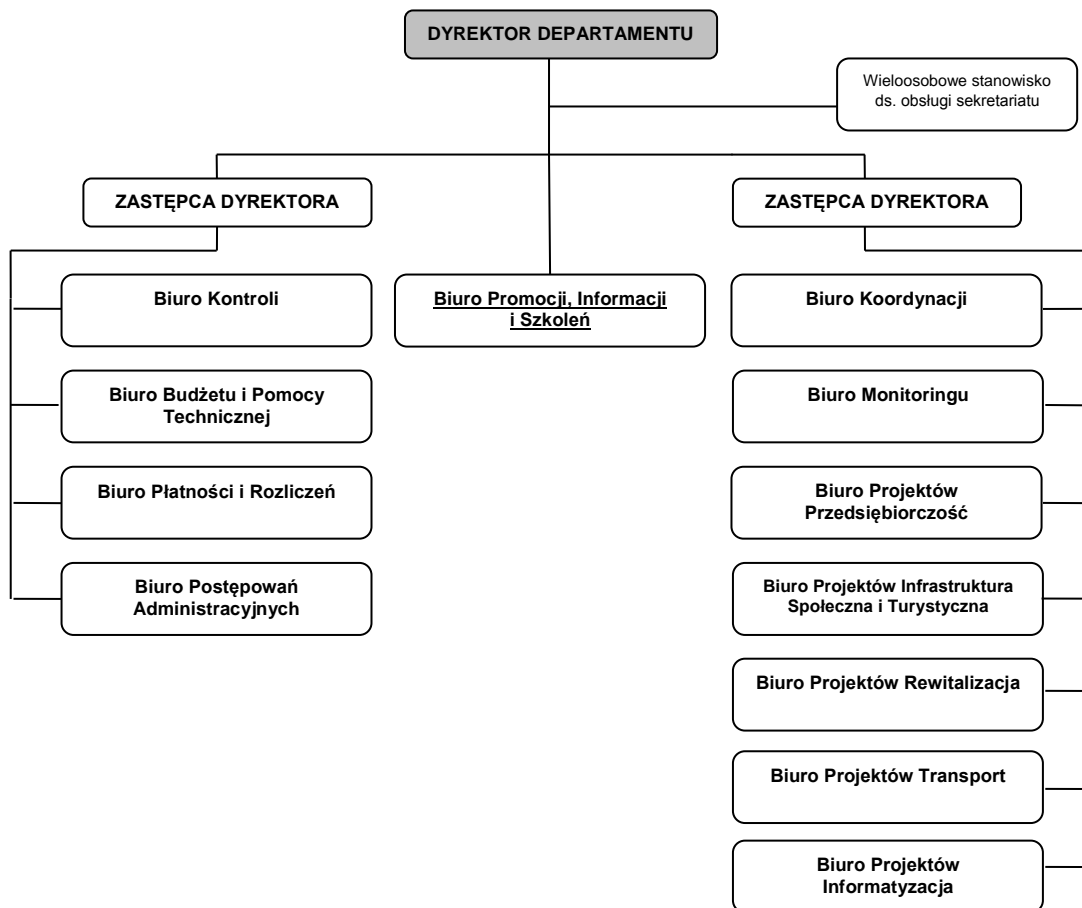 DYREKTOR DEPARTAMENTU
Wieloosobowe stanowisko
ds. obsługi sekretariatu
ZASTĘPCA DYREKTORA
ZASTĘPCA DYREKTORA
Biuro Kontroli
Biuro Promocji, Informacji
i Szkoleń
Biuro Koordynacji
Biuro Budżetu i Pomocy
Technicznej
Biuro Monitoringu
Biuro Płatności i Rozliczeń
Biuro Projektów
Przedsiębiorczość
Biuro Postępowań
Administracyjnych
Biuro Projektów Infrastruktura
Społeczna i Turystyczna
Biuro Projektów Rewitalizacja
Biuro Projektów Transport
Biuro Projektów
Informatyzacja